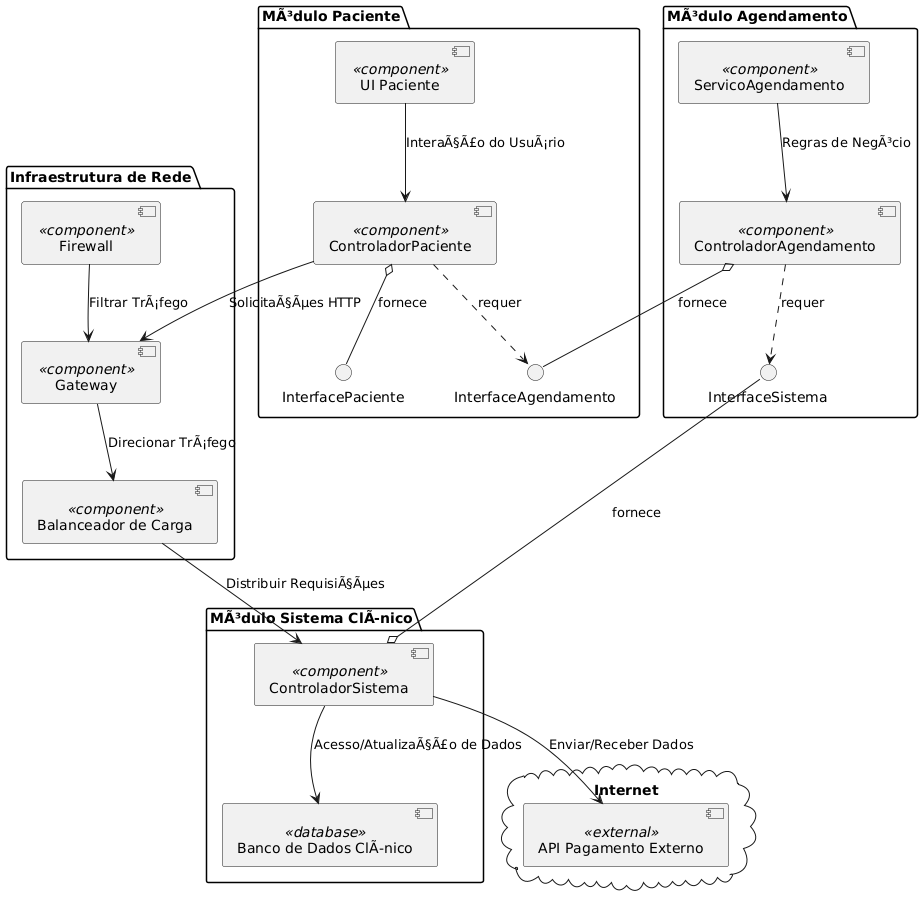 MÃ³dulo Paciente
«component»
UI Paciente
InteraÃ§Ã£o do UsuÃ¡rio
«component»
ControladorPaciente
SolicitaÃ§Ãµes HTTP
fornece
requer
InterfacePaciente
InterfaceAgendamento
MÃ³dulo Agendamento
«component»
ServicoAgendamento
Regras de NegÃ³cio
«component»
ControladorAgendamento
fornece
requer
InterfaceSistema
fornece
Infraestrutura de Rede
«component»
Firewall
Filtrar TrÃ¡fego
«component»
Gateway
Direcionar TrÃ¡fego
«component»
Balanceador de Carga
Distribuir RequisiÃ§Ãµes
MÃ³dulo Sistema ClÃ-nico
«component»
ControladorSistema
Acesso/AtualizaÃ§Ã£o de Dados
Enviar/Receber Dados
«database»
Banco de Dados ClÃ-nico
Internet
«external»
API Pagamento Externo